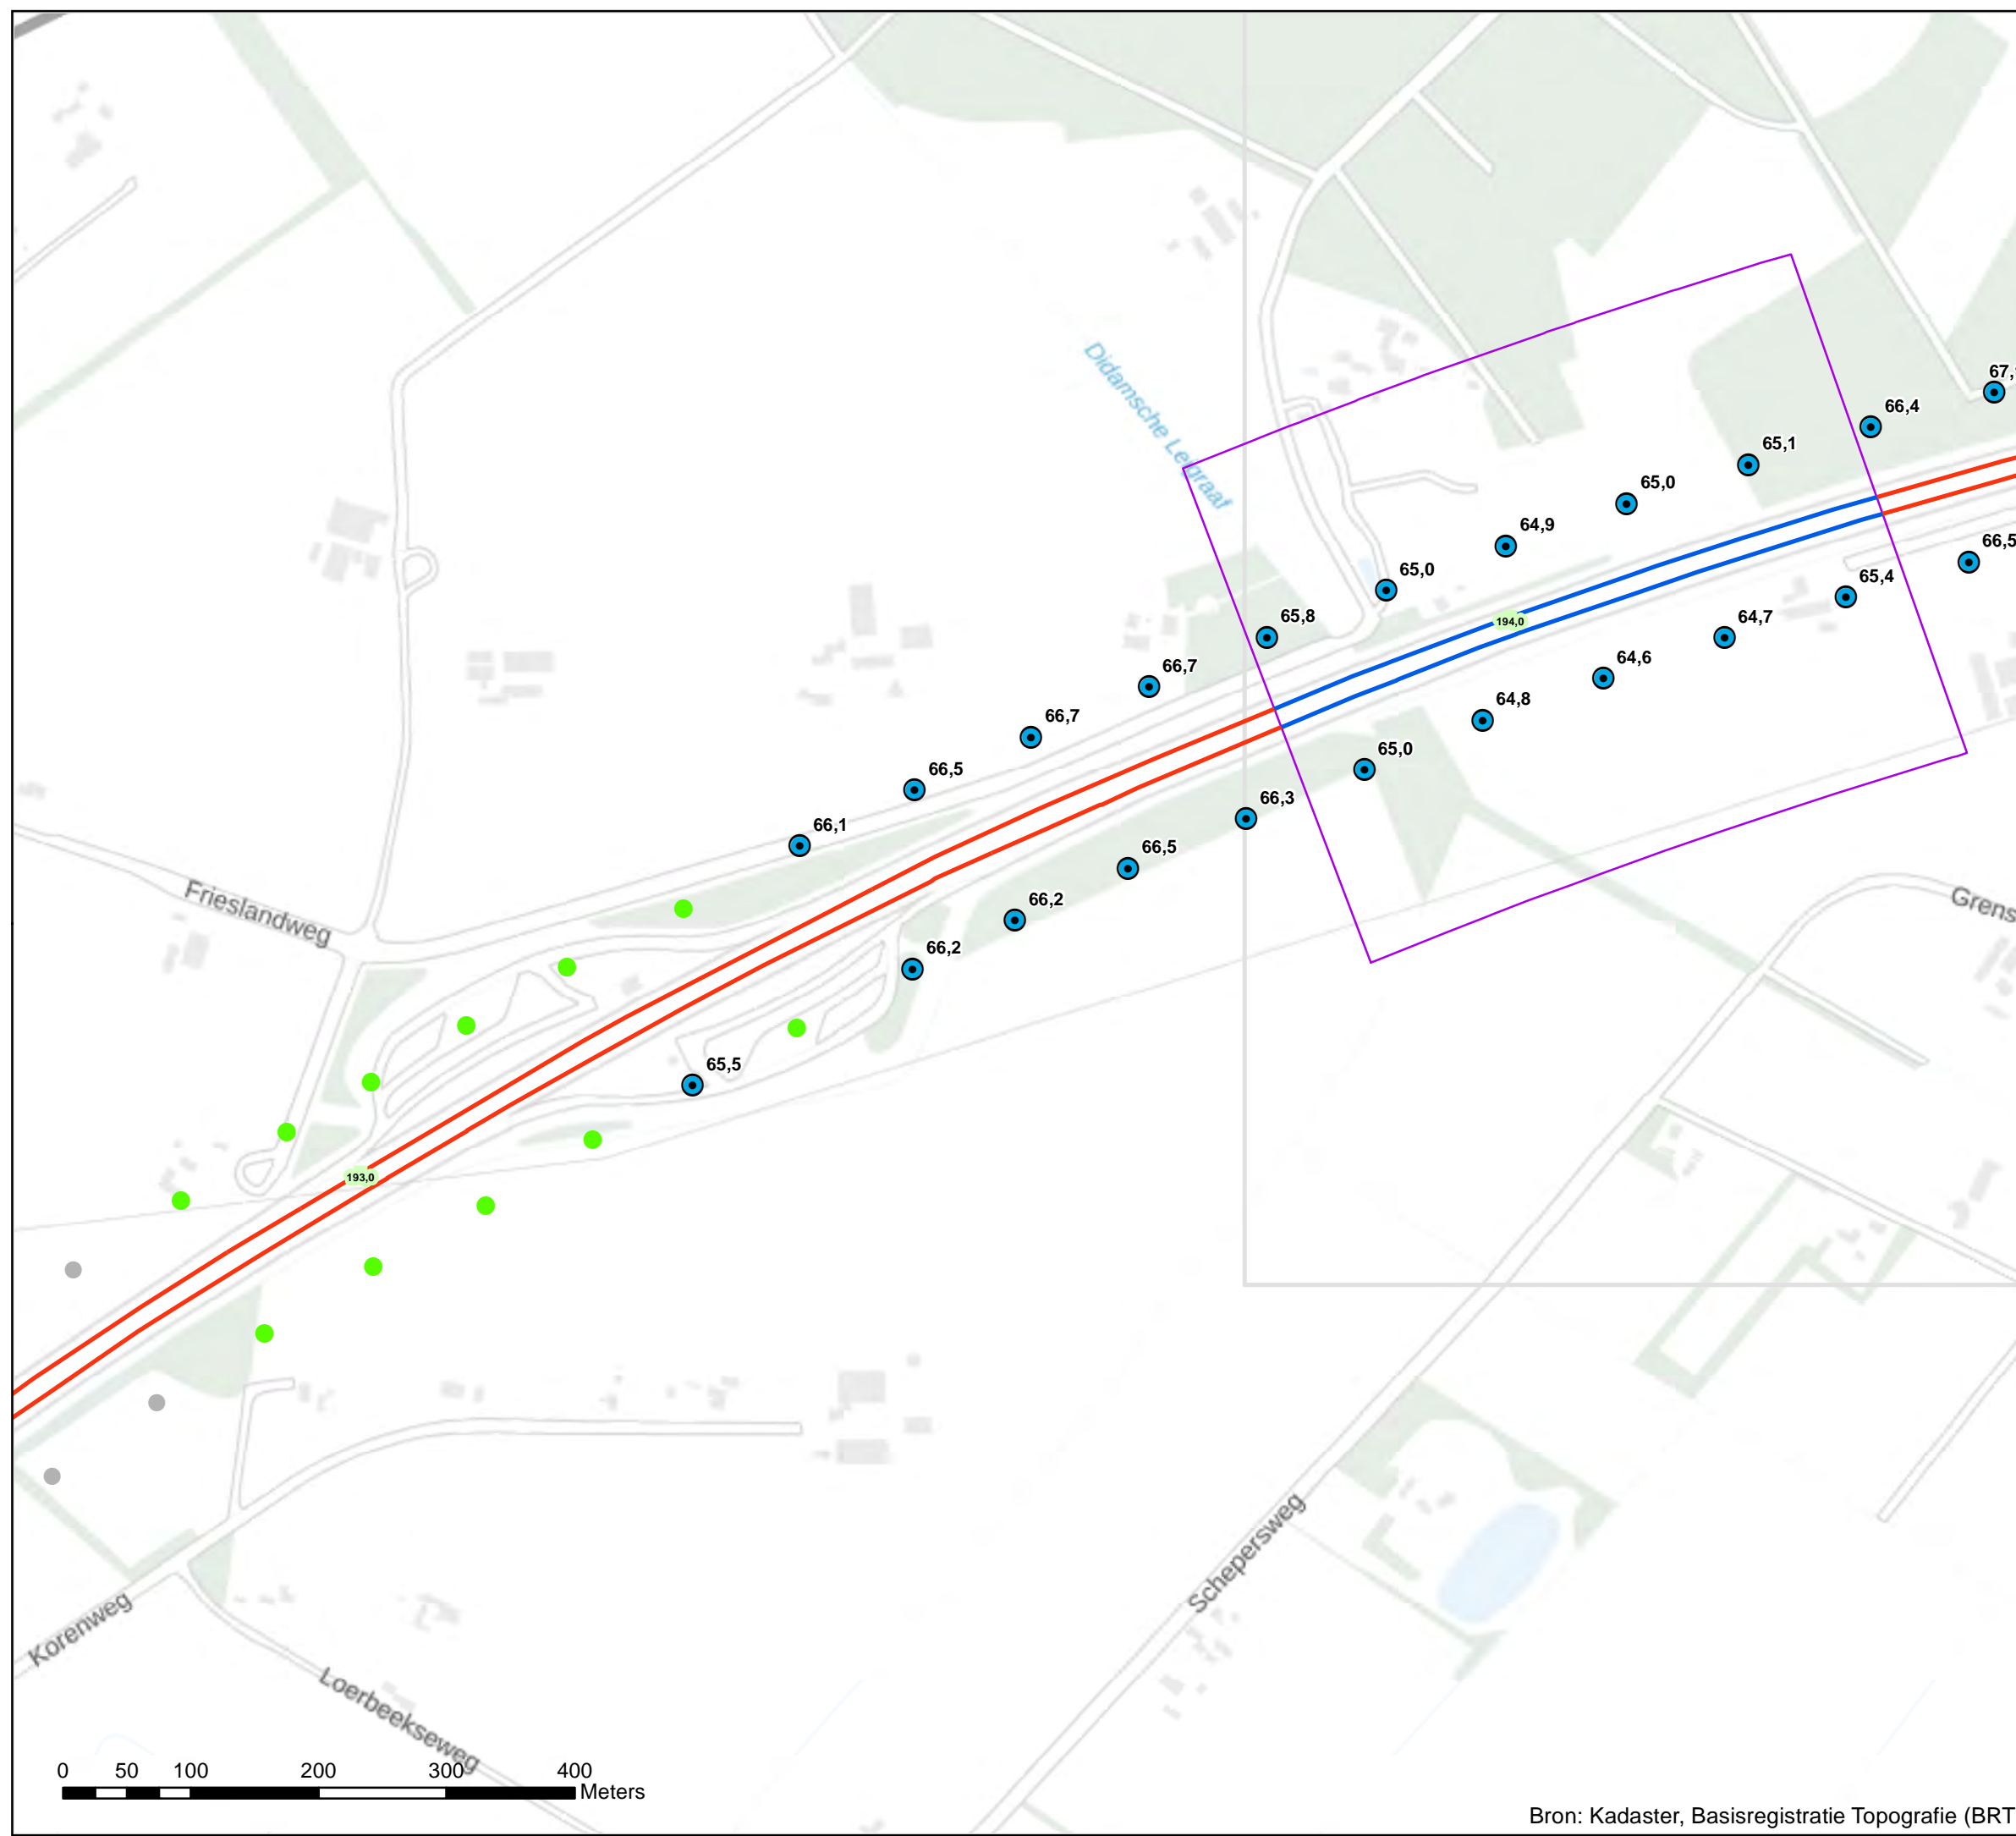 Didamsche Leigraaf
67,
66,4
65,1
65,0
64,9
65,0
65,8
66,7
66,7
66,5
66,1
66,5
65,4
64,7
64,6
64,8
65,0
66,3
66,5
66,2
66,2
65,5
194,0
193,0
Frieslandweg
Grens
Schepersweg
Korenweg
Loerbeekseweg
0 50 100 200 300 400
Meters
Bron: Kadaster, Basisregistratie Topografie (BRT